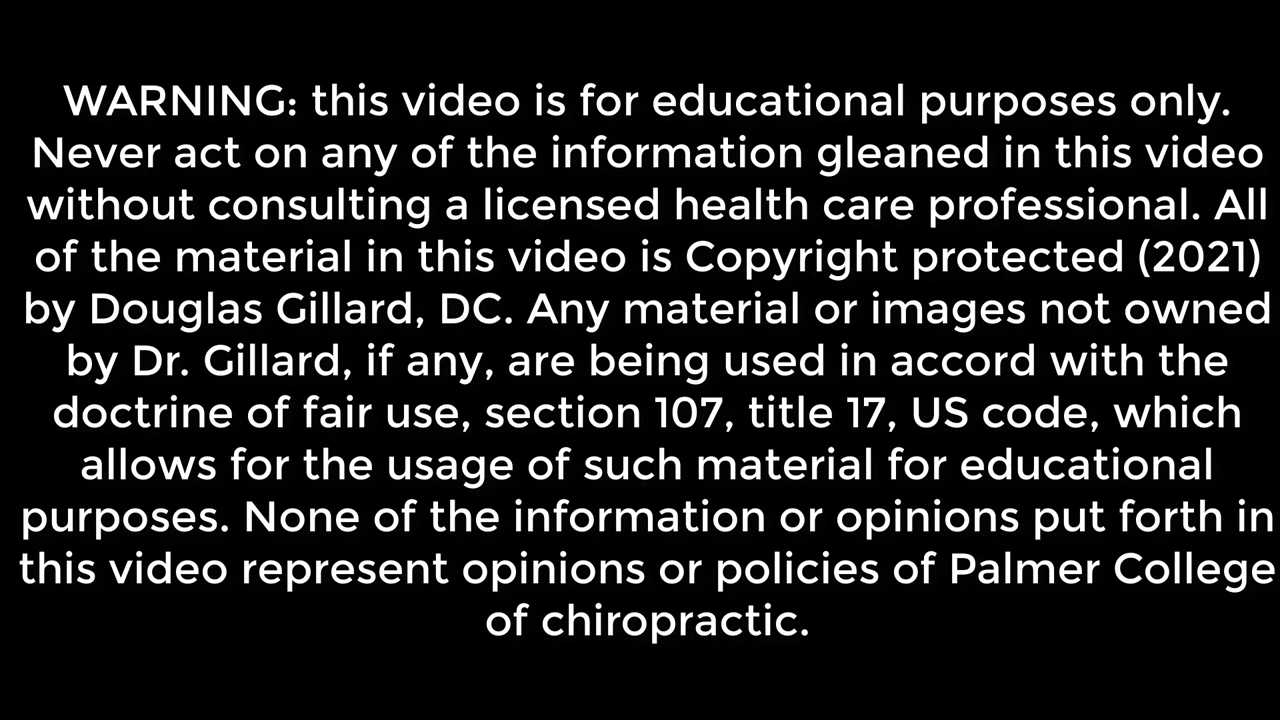 WARNING: this video is for educational purposes only.
Never act on any of the information gleaned in this video
without consulting a licensed health care professional. All
of the material in this video is Copyright protected (2021)
by Douglas Gillard, DC. Any material or images not owned
by Dr. Gillard, if any, are being used in accord with the
doctrine of fair use, section 107, title 17, US code, which
allows for the usage of such material for educational
purposes. None of the information or opinions put forth in
this video represent opinions or policies of Palmer College
of chiropractic.